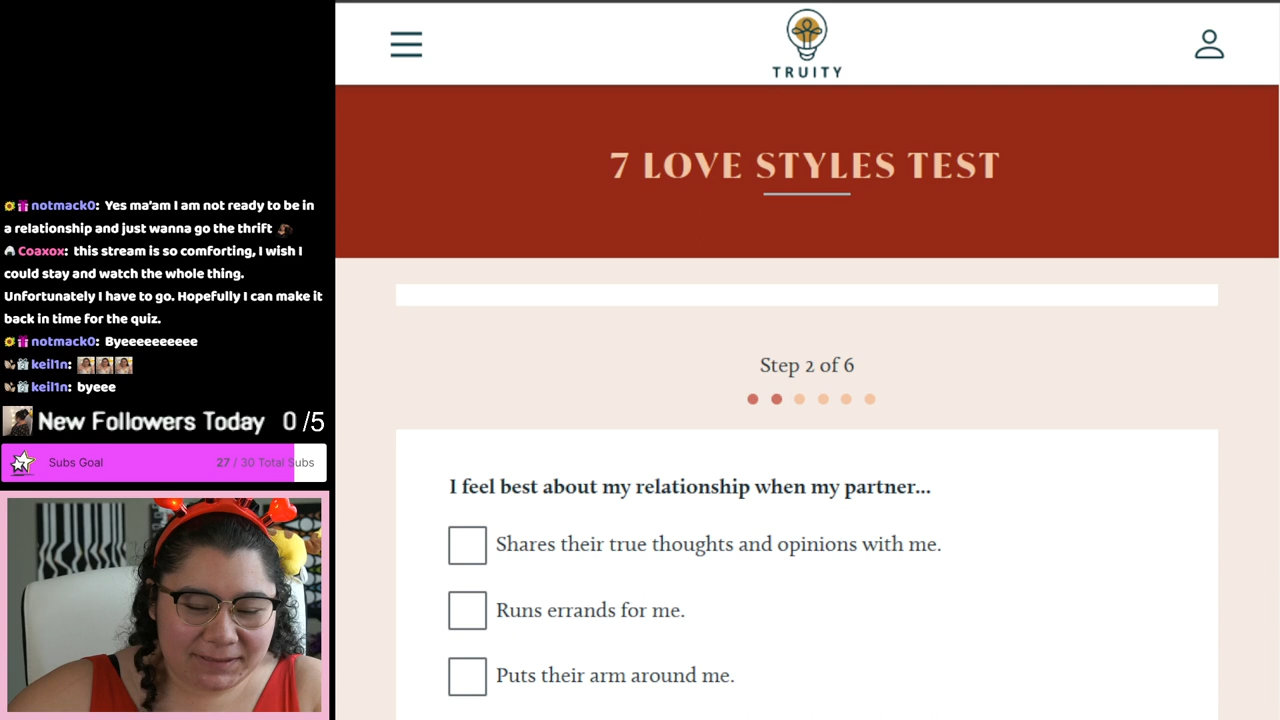 TRUITY
7 LOVE STYLES TEST
notmack0: Yes ma'am I am not ready to be in
a relationship and just wanna go the thrift
Coaxox: this stream is so comforting, I wish I
could stay and watch the whole thing.
Unfortunately I have to go. Hopefully I can make it
back in time for the quiz.
notmack0: Byeeeeeeeeee
keil1n:
keil1n: byeee
New Followers Today 0 /5
Subs Goal 27 / 30 Total Subs
Step 2 of 6
I feel best about my relationship when my partner...
Shares their true thoughts and opinions with me.
Runs errands for me.
Puts their arm around me.